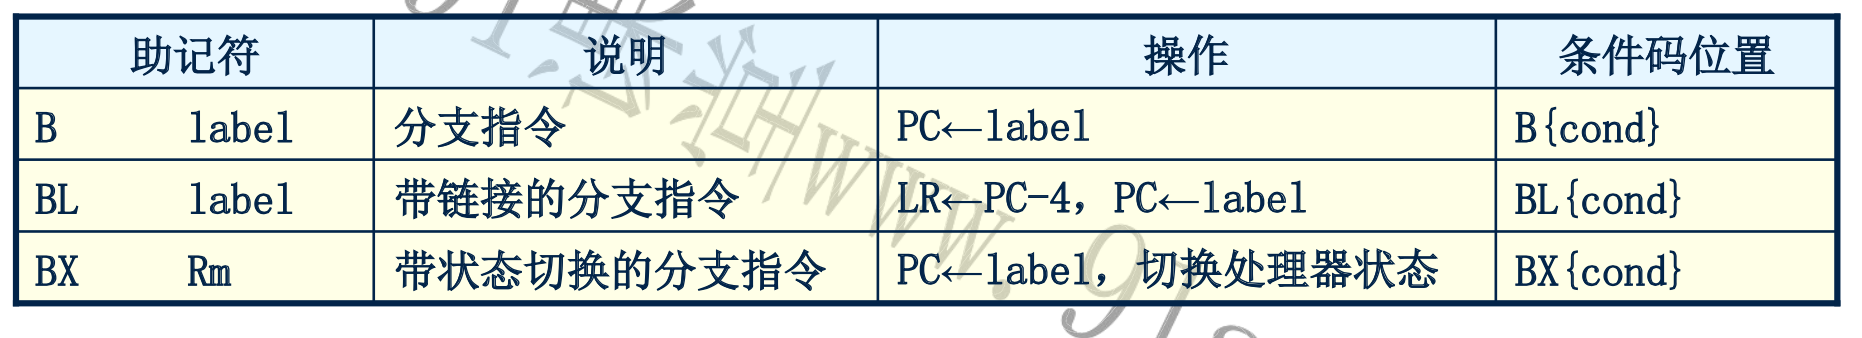 助记符 说明 操作 条件码位置
B label 分支指令 PC←label B{cond}
BL label 带链接的分支指令 LR←PC-4，PC←label BL{cond}
BX Rm 带状态切换的分支指令 PC←label，切换处理器状态 BX{cond}
www.91